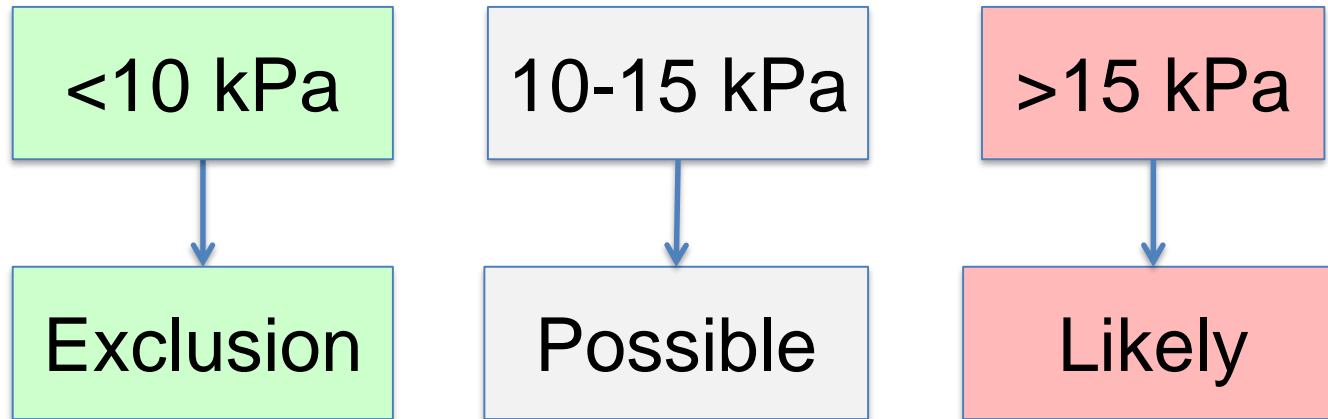 <10 kPa
10-15 kPa
>15 kPa
Exclusion
Possible
Likely